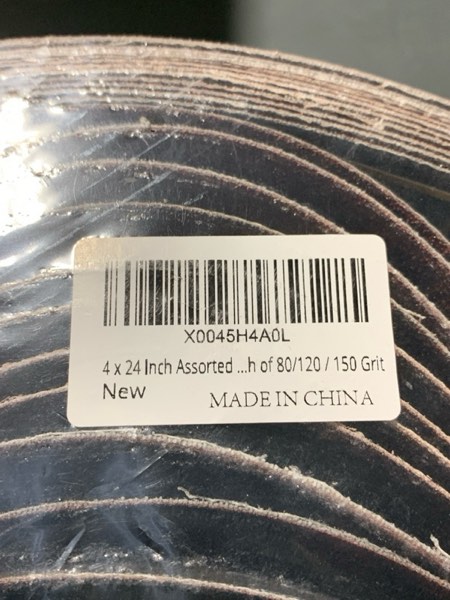 X0045H4A0L
4 x 24 Inch Assorted ...h of 80/120 / 150 Grit
New
MADE IN CHINA